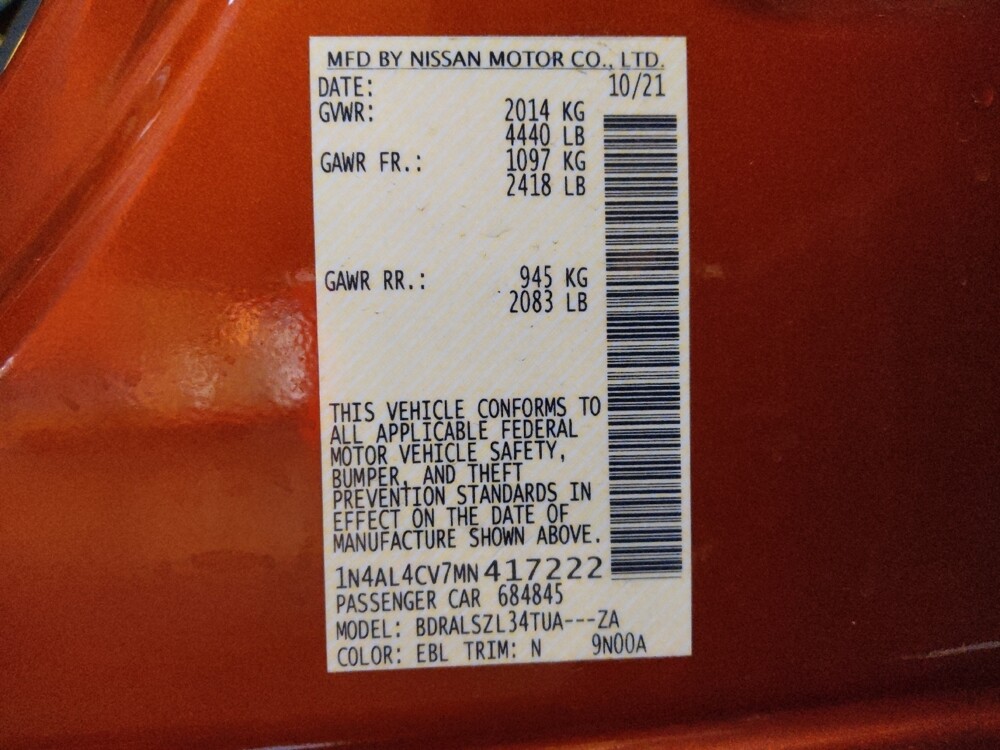 MFD BY NISSAN MOTOR CO., LTD.
DATE: 10/21
GVWR: 2014 KG
4440 LB
GAWR FR.: 1097 KG
2418 LB
GAWR RR.: 945 KG
2083 LB
THIS VEHICLE CONFORMS TO
ALL APPLICABLE FEDERAL
MOTOR VEHICLE SAFETY,
BUMPER, AND THEFT
PREVENTION STANDARDS IN
EFFECT ON THE DATE OF
MANUFACTURE SHOWN ABOVE.
1N4AL4CV7MN417222
PASSENGER CAR 684845
MODEL: BDRALSZL34TUA---ZA
COLOR: EBL TRIM: N 9N00A